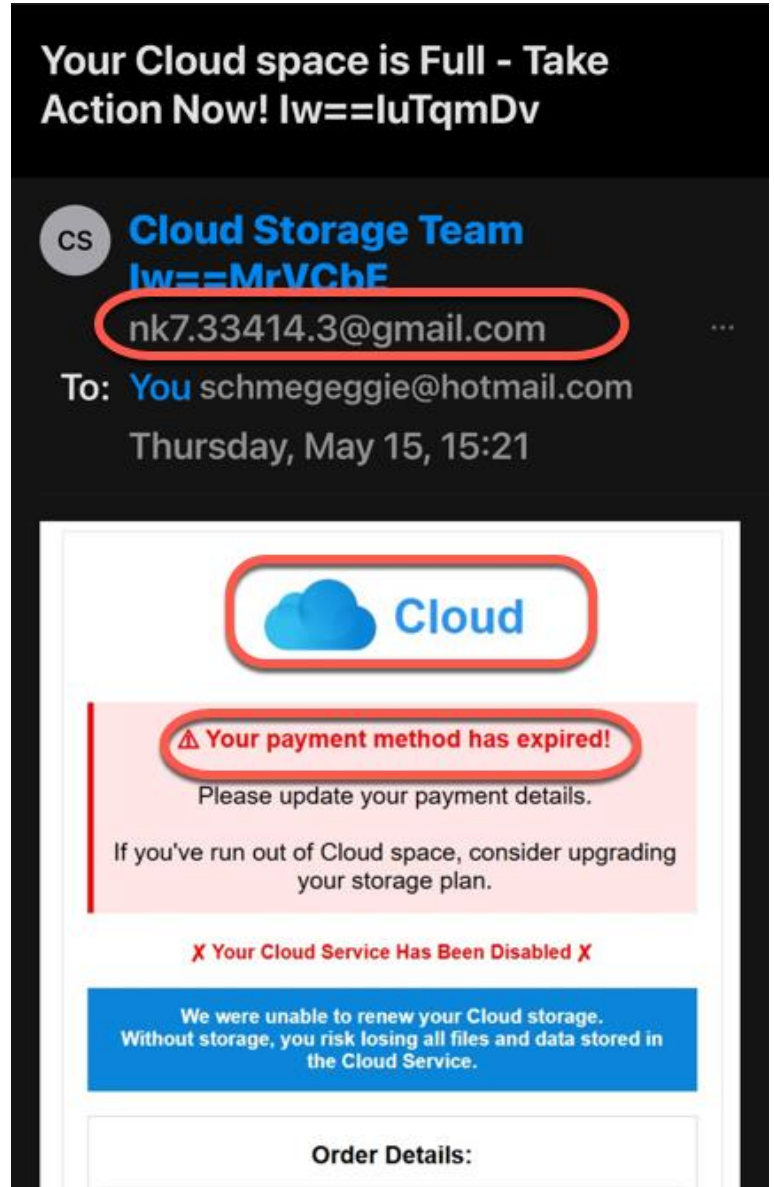 Your Cloud space is Full - Take
Action Now! Iw==IuTqmDv
CS
Cloud Storage Team
Iw==MrVCbE
nk7.33414.3@gmail.com
...
To: You schmegeggie@hotmail.com
Thursday, May 15, 15:21
Cloud
⚠ Your payment method has expired!
Please update your payment details.
If you've run out of Cloud space, consider upgrading
your storage plan.
✗ Your Cloud Service Has Been Disabled ✗
We were unable to renew your Cloud storage.
Without storage, you risk losing all files and data stored in
the Cloud Service.
Order Details: